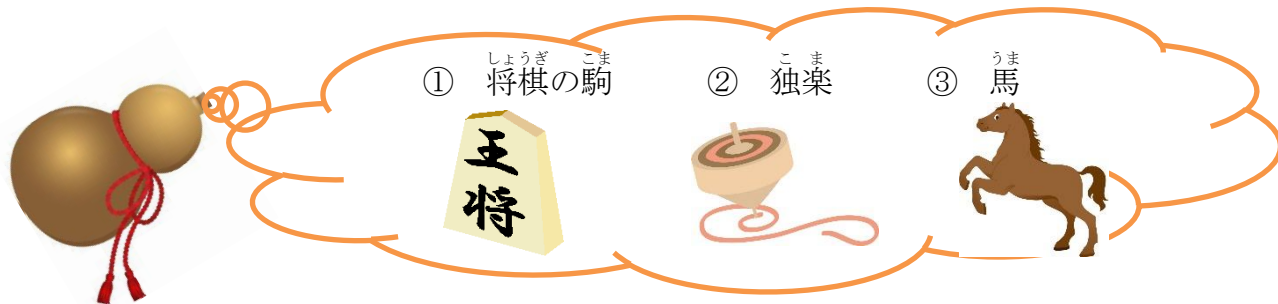 ① 将棋の駒 ② 独楽 ③ 馬
しょうぎ こま こま うま
王将